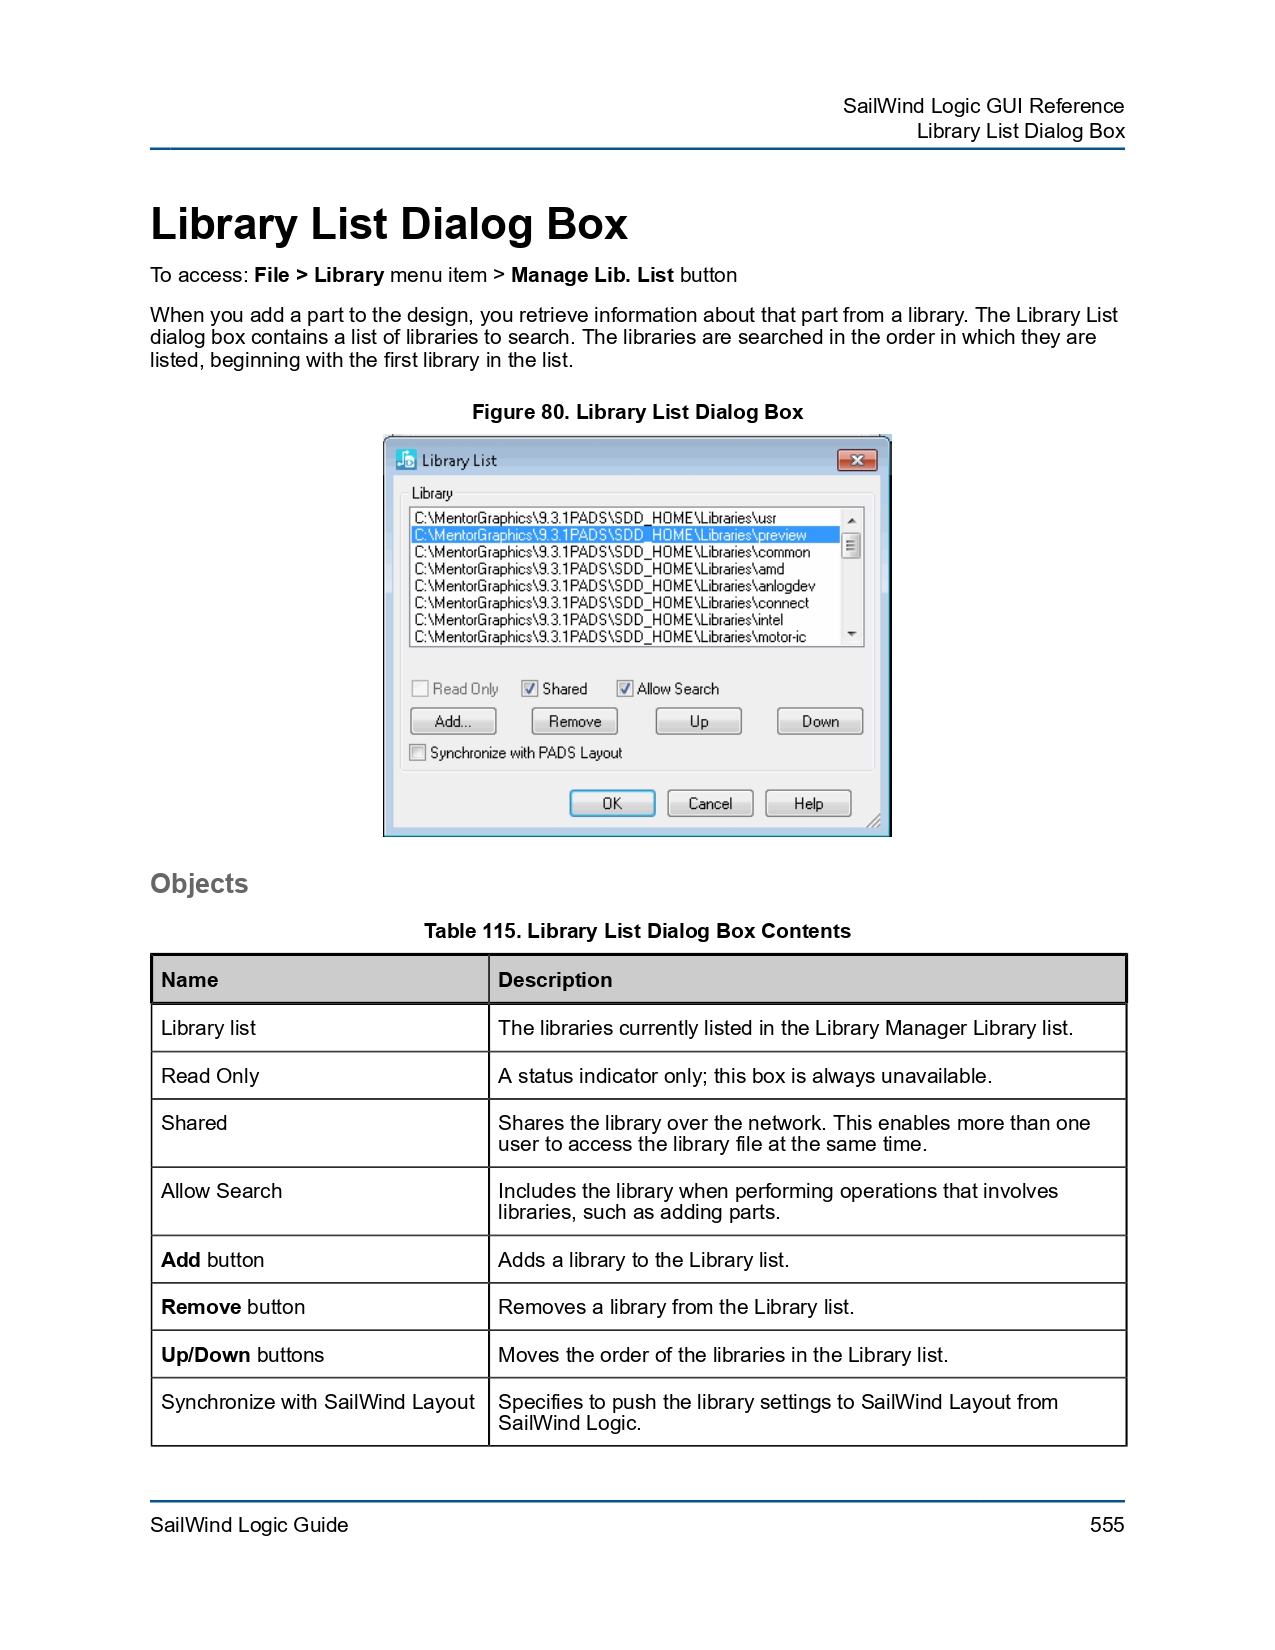 SailWind Logic GUI Reference
Library List Dialog Box
Library List Dialog Box
To access: File > Library menu item > Manage Lib. List button
When you add a part to the design, you retrieve information about that part from a library. The Library List
dialog box contains a list of libraries to search. The libraries are searched in the order in which they are
listed, beginning with the first library in the list.
Figure 80. Library List Dialog Box
Library List
Library
C:\MentorGraphics\9.3.1PADS\SDD_HOME\Libraries\usr
C:\MentorGraphics\9.3.1PADS\SDD_HOME\Libraries\preview
C:\MentorGraphics\9.3.1PADS\SDD_HOME\Libraries\common
C:\MentorGraphics\9.3.1PADS\SDD_HOME\Libraries\amd
C:\MentorGraphics\9.3.1PADS\SDD_HOME\Libraries\anlogdev
C:\MentorGraphics\9.3.1PADS\SDD_HOME\Libraries\connect
C:\MentorGraphics\9.3.1PADS\SDD_HOME\Libraries\intel
C:\MentorGraphics\9.3.1PADS\SDD_HOME\Libraries\motor-ic
Read Only Shared Allow Search
Add... Remove Up Down
Synchronize with PADS Layout
OK Cancel Help
Objects
Table 115. Library List Dialog Box Contents
Name Description
Library list The libraries currently listed in the Library Manager Library list.
Read Only A status indicator only; this box is always unavailable.
Shared Shares the library over the network. This enables more than one
user to access the library file at the same time.
Allow Search Includes the library when performing operations that involves
libraries, such as adding parts.
Add button Adds a library to the Library list.
Remove button Removes a library from the Library list.
Up/Down buttons Moves the order of the libraries in the Library list.
Synchronize with SailWind Layout Specifies to push the library settings to SailWind Layout from
SailWind Logic.
SailWind Logic Guide 555